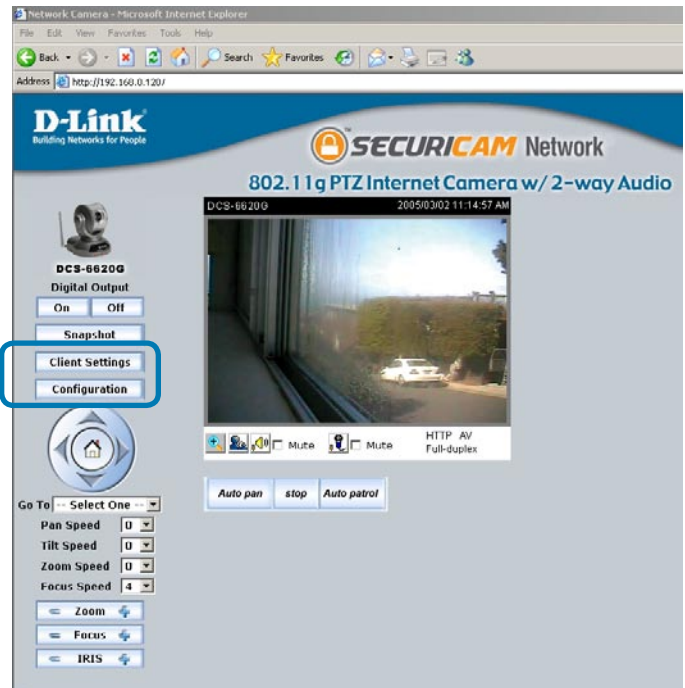 Network Camera - Microsoft Internet Explorer
File Edit View Favorites Tools Help
Back Search Favorites
Address http://192.168.0.120/
D-Link
Building Networks for People
SECURICAM Network
802.11g PTZ Internet Camera w/ 2-way Audio
DCS-6620G 2005/03/02 11:14:57 AM
DCS-6620G
Digital Output
On Off
Snapshot
Client Settings
Configuration
Mute Mute HTTP AV
Full-duplex
Auto pan stop Auto patrol
Go To -- Select One --
Pan Speed 0
Tilt Speed 0
Zoom Speed 0
Focus Speed 4
Zoom
Focus
IRIS